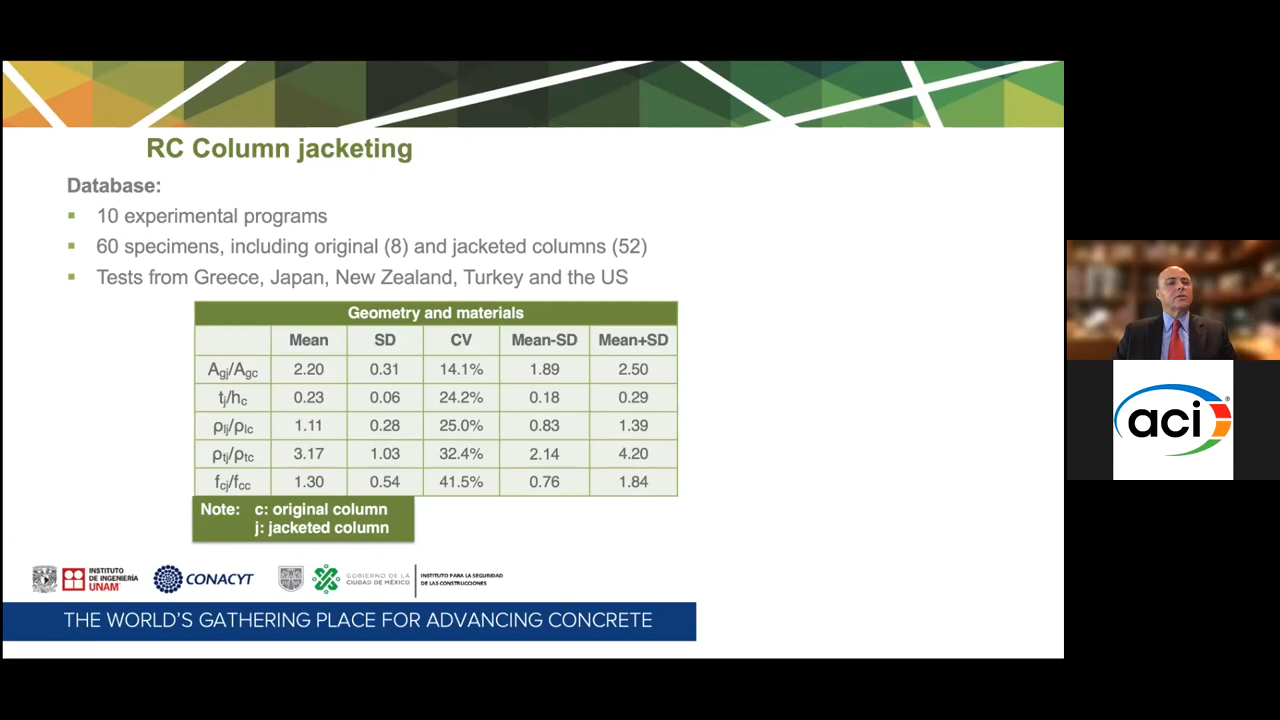 RC Column jacketing
Database:
▪ 10 experimental programs
▪ 60 specimens, including original (8) and jacketed columns (52)
▪ Tests from Greece, Japan, New Zealand, Turkey and the US
Geometry and materials
Mean SD CV Mean-SD Mean+SD
Agj/Agc 2.20 0.31 14.1% 1.89 2.50
tj/hc 0.23 0.06 24.2% 0.18 0.29
ρlj/ρlc 1.11 0.28 25.0% 0.83 1.39
ρtj/ρtc 3.17 1.03 32.4% 2.14 4.20
fcj/fcc 1.30 0.54 41.5% 0.76 1.84
Note: c: original column
j: jacketed column
INSTITUTO
DE INGENIERÍA
UNAM
CONACYT
GOBIERNO DE LA
CIUDAD DE MÉXICO
INSTITUTO PARA LA SEGURIDAD
DE LAS CONSTRUCCIONES
THE WORLD'S GATHERING PLACE FOR ADVANCING CONCRETE
aci®